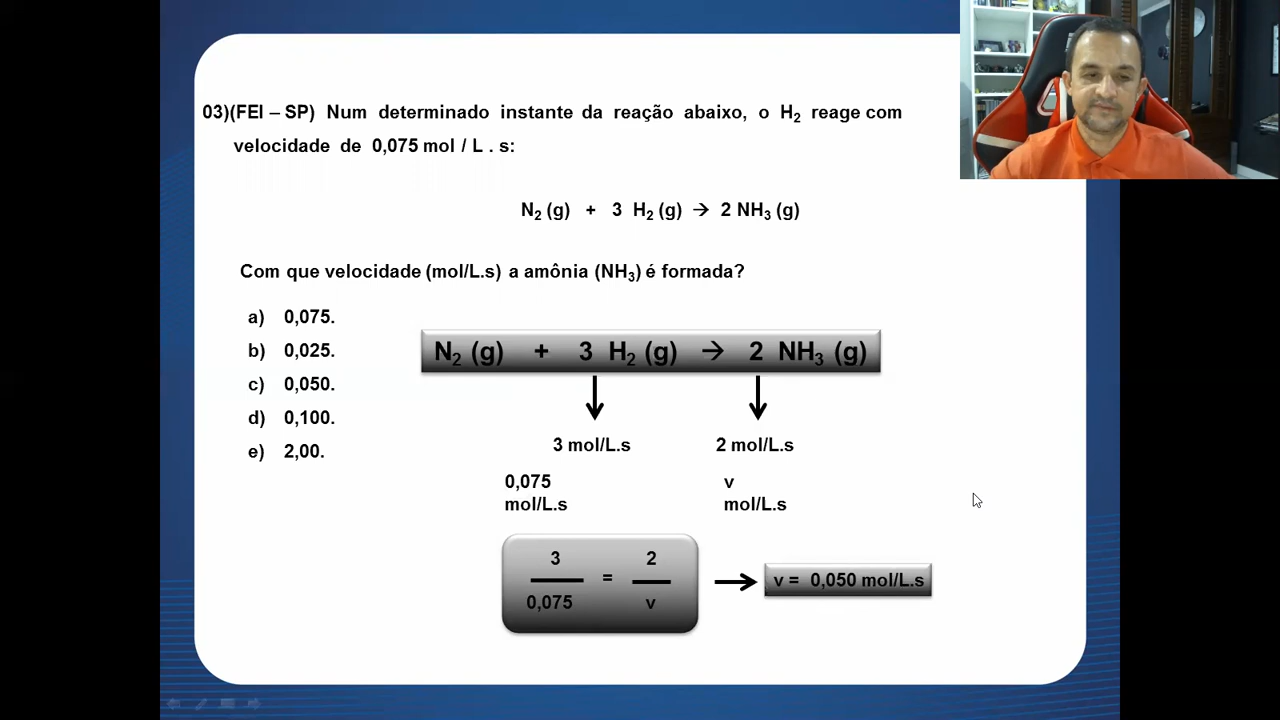 03)(FEI – SP) Num determinado instante da reação abaixo, o H₂ reage com
velocidade de 0,075 mol / L . s:
N₂ (g) + 3 H₂ (g) → 2 NH₃ (g)
Com que velocidade (mol/L.s) a amônia (NH₃) é formada?
a) 0,075.
b) 0,025.
c) 0,050.
d) 0,100.
e) 2,00.
N₂ (g) + 3 H₂ (g) → 2 NH₃ (g)
3 mol/L.s 2 mol/L.s
0,075 v
mol/L.s mol/L.s
3 2
=
0,075 v
v = 0,050 mol/L.s